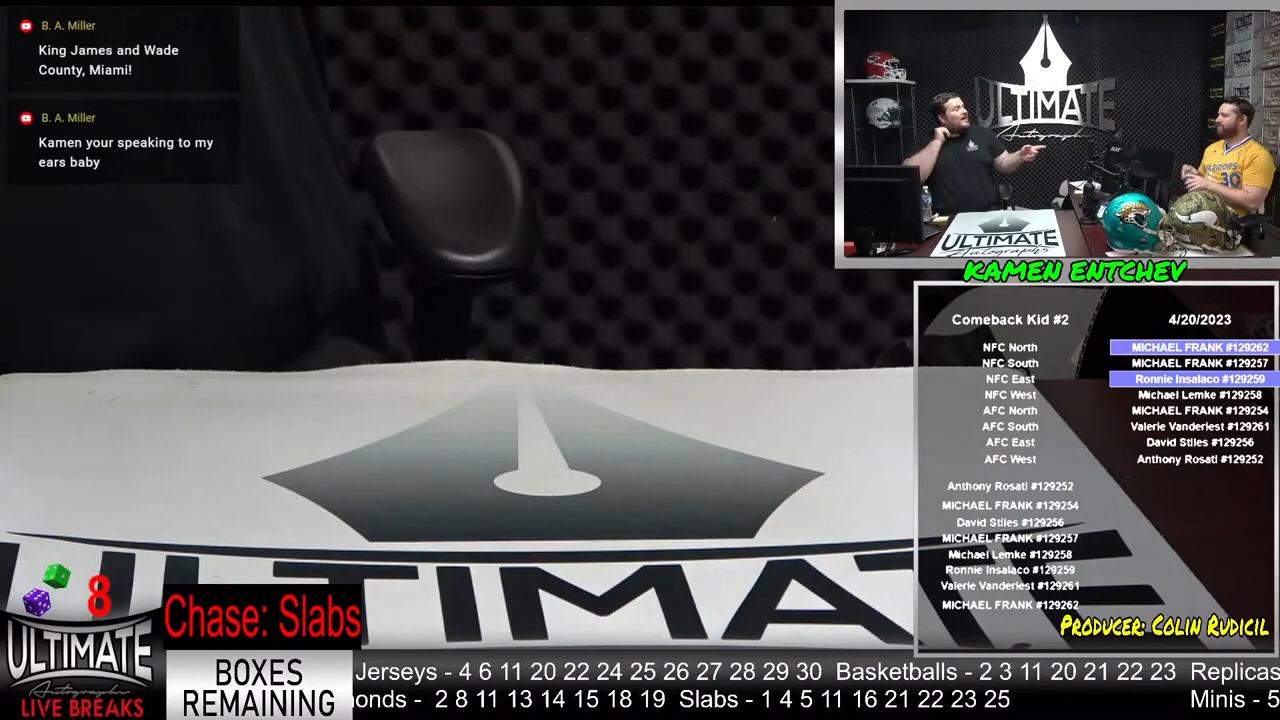 B. A. Miller
King James and Wade
County, Miami!
B. A. Miller
Kamen your speaking to my
ears baby
ULTIMATE
Autographs
WARRIORS
30
ULTIMATE
Autographs
KAMEN ENTCHEV
Comeback Kid #2 4/20/2023
NFC North MICHAEL FRANK #129262
NFC South MICHAEL FRANK #129257
NFC East Ronnie Insalaco #129259
NFC West Michael Lemke #129258
AFC North MICHAEL FRANK #129254
AFC South Valerie Vanderiest #129261
AFC East David Stiles #129256
AFC West Anthony Rosati #129252
Anthony Rosati #129252
MICHAEL FRANK #129254
David Stiles #129256
MICHAEL FRANK #129257
Michael Lemke #129258
Ronnie Insalaco #129259
Valerie Vanderiest #129261
MICHAEL FRANK #129262
PRODUCER: COLIN RUDICIL
ULTIMATE
8
ULTIMATE
Autographs
LIVE BREAKS
Chase: Slabs
BOXES
REMAINING
Jerseys - 4 6 11 20 22 24 25 26 27 28 29 30 Basketballs - 2 3 11 20 21 22 23 Replicas
onds - 2 8 11 13 14 15 18 19 Slabs - 1 4 5 11 16 21 22 23 25 Minis - 5